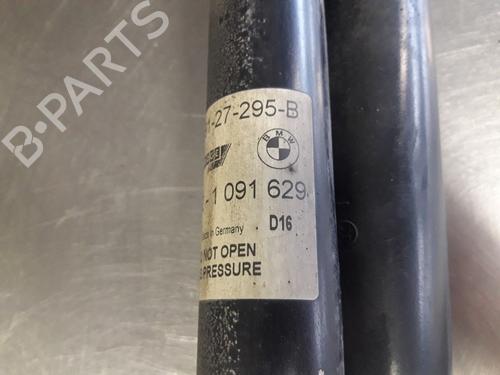 -27-295-B
BMW
- 1 091 629
in Germany
D16
NOT OPEN
PRESSURE
B-PARTS